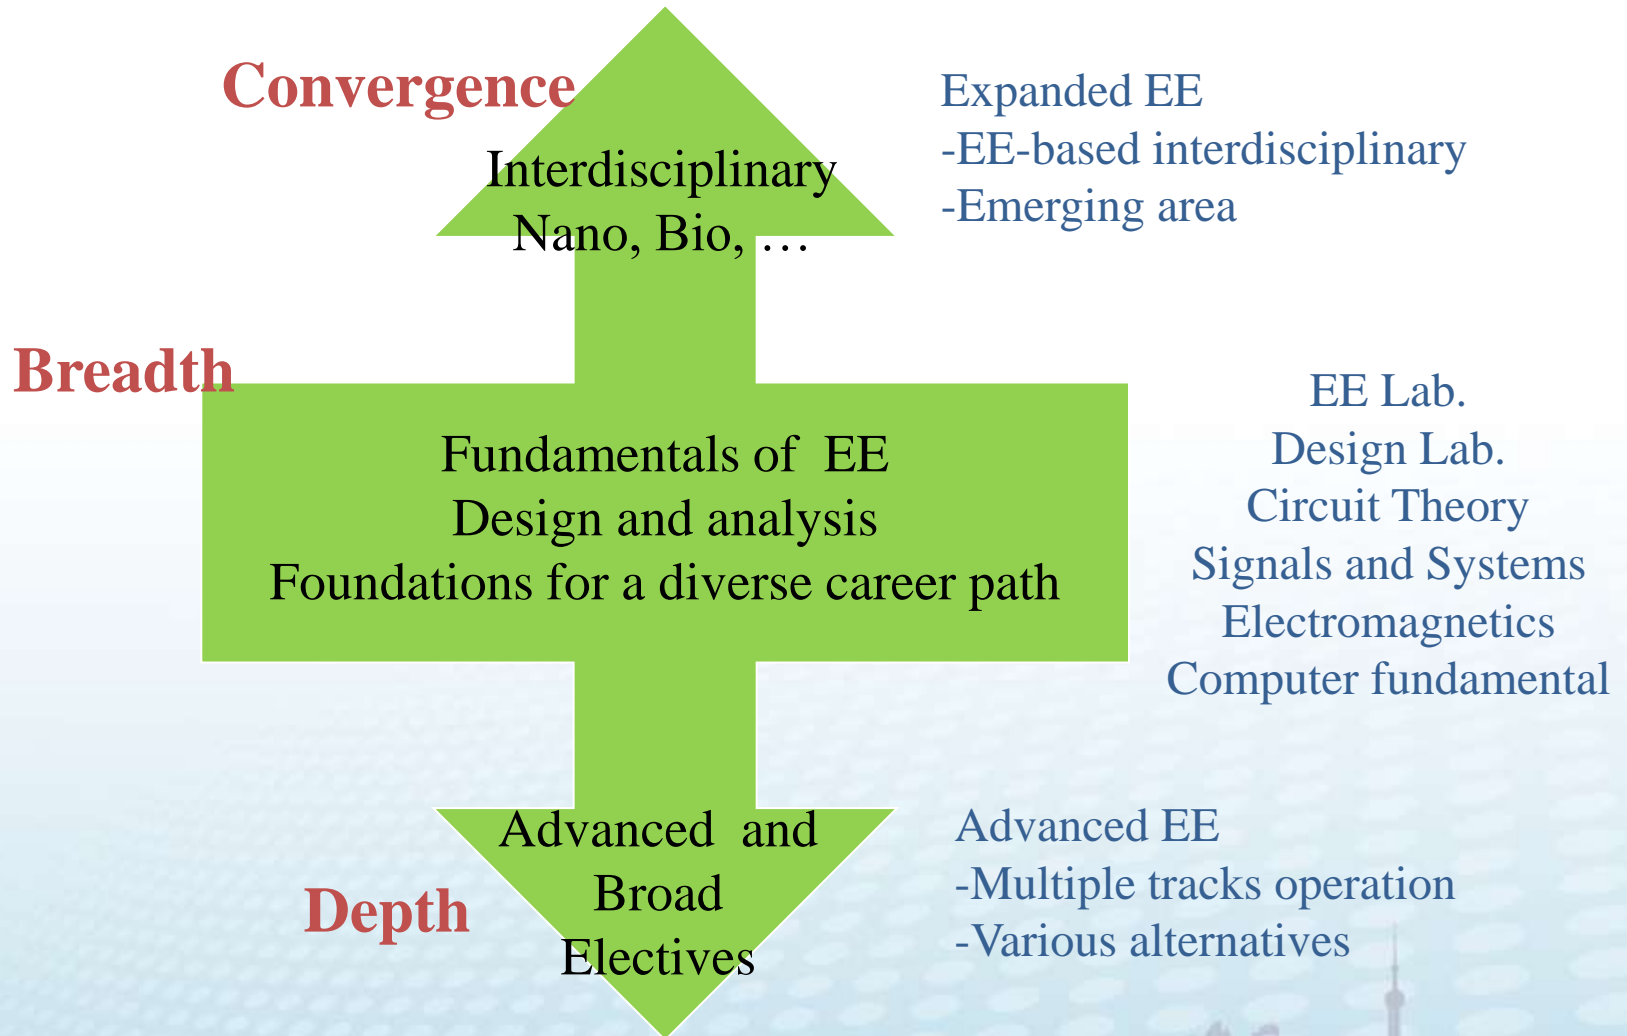 Convergence
Interdisciplinary
Nano, Bio, …
Expanded EE
-EE-based interdisciplinary
-Emerging area
Breadth
Fundamentals of  EE
Design and analysis
Foundations for a diverse career path
EE Lab.
Design Lab.
Circuit Theory
Signals and Systems
Electromagnetics
Computer fundamental
Depth
Advanced  and
Broad
Electives
Advanced EE
-Multiple tracks operation
-Various alternatives